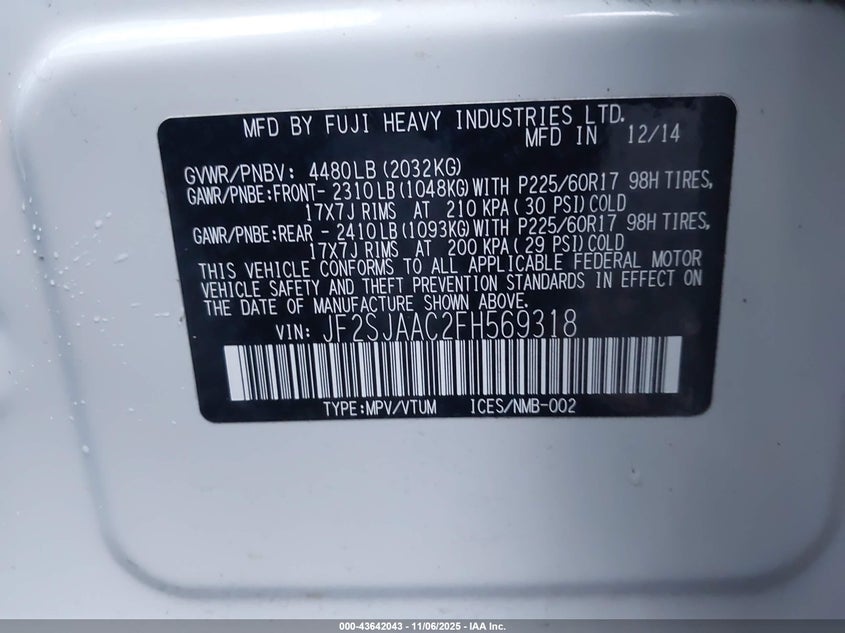 MFD BY FUJI HEAVY INDUSTRIES LTD.
MFD IN 12/14
GVWR/PNBV: 4480LB (2032KG)
GAWR/PNBE:FRONT- 2310LB (1048KG) WITH P225/60R17 98H TIRES,
17X7J RIMS AT 210 KPA ( 30 PSI) COLD
GAWR/PNBE:REAR - 2410LB (1093KG) WITH P225/60R17 98H TIRES,
17X7J RIMS AT 200 KPA ( 29 PSI) COLD
THIS VEHICLE CONFORMS TO ALL APPLICABLE FEDERAL MOTOR
VEHICLE SAFETY AND THEFT PREVENTION STANDARDS IN EFFECT ON
THE DATE OF MANUFACTURE SHOWN ABOVE.
VIN: JF2SJAAC2FH569318
TYPE:MPV/VTUM ICES/NMB-002
000-43642043 - 11/06/2025 - IAA Inc.